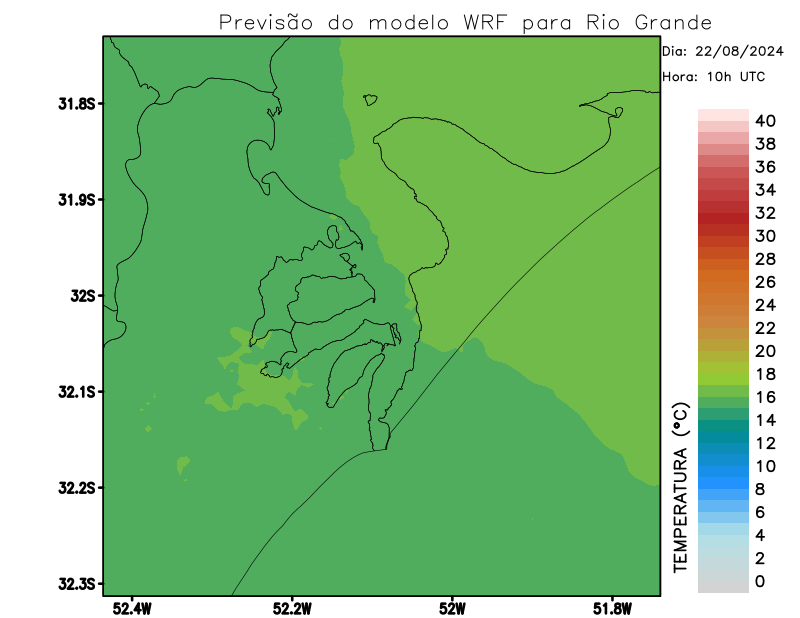 Previsão do modelo WRF para Rio Grande
Dia: 22/08/2024
Hora: 10h UTC
31.8S
31.9S
32S
32.1S
32.2S
32.3S
52.4W
52.2W
52W
51.8W
TEMPERATURA (°C)
40
38
36
34
32
30
28
26
24
22
20
18
16
14
12
10
8
6
4
2
0